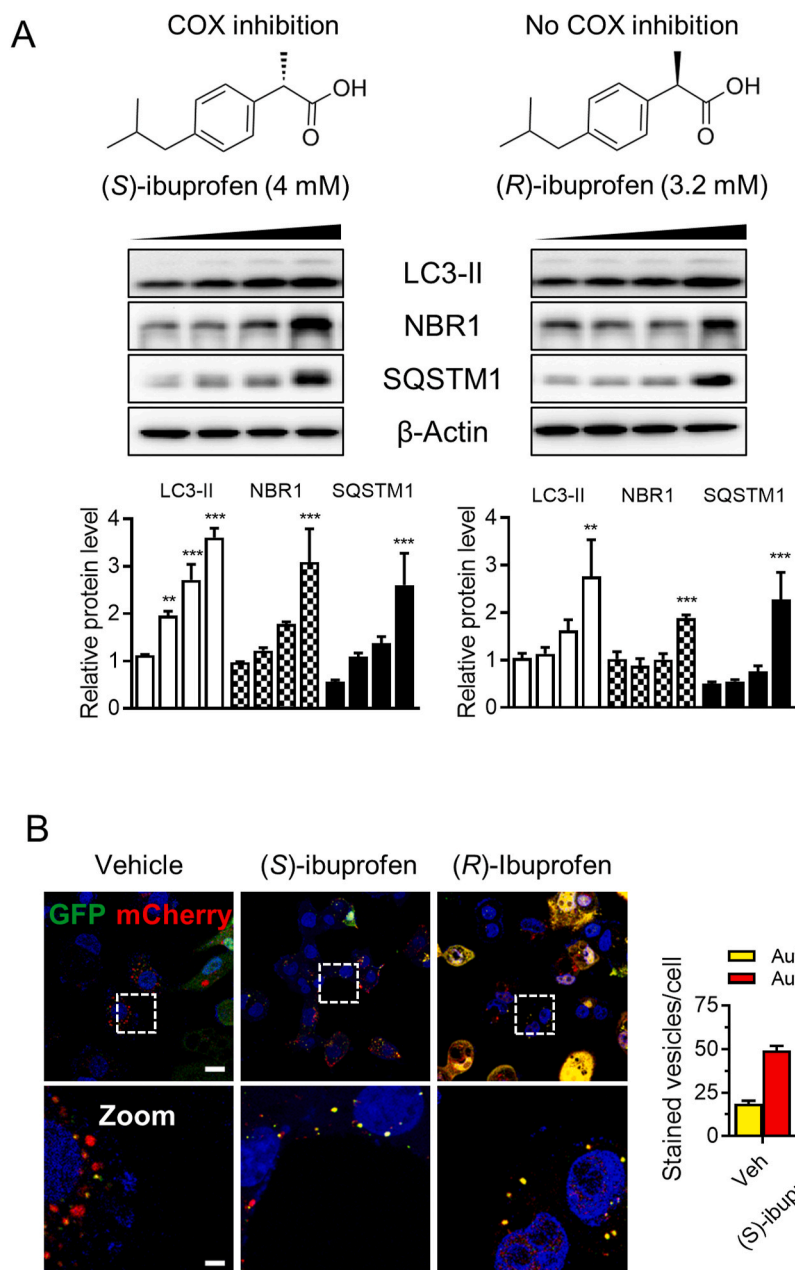 A
COX inhibition
No COX inhibition
OH
O
OH
O
(S)-ibuprofen (4 mM)
(R)-ibuprofen (3.2 mM)
LC3-II
NBR1
SQSTM1
β-Actin
LC3-II NBR1 SQSTM1
Relative protein level
4
3
2
1
0
** *** *** *** ***
LC3-II NBR1 SQSTM1
Relative protein level
4
3
2
1
0
** *** ***
B
Vehicle
(S)-ibuprofen
(R)-Ibuprofen
GFP mCherry
Zoom
Au
Au
Stained vesicles/cell
75
50
25
0
Veh
(S)-ibup